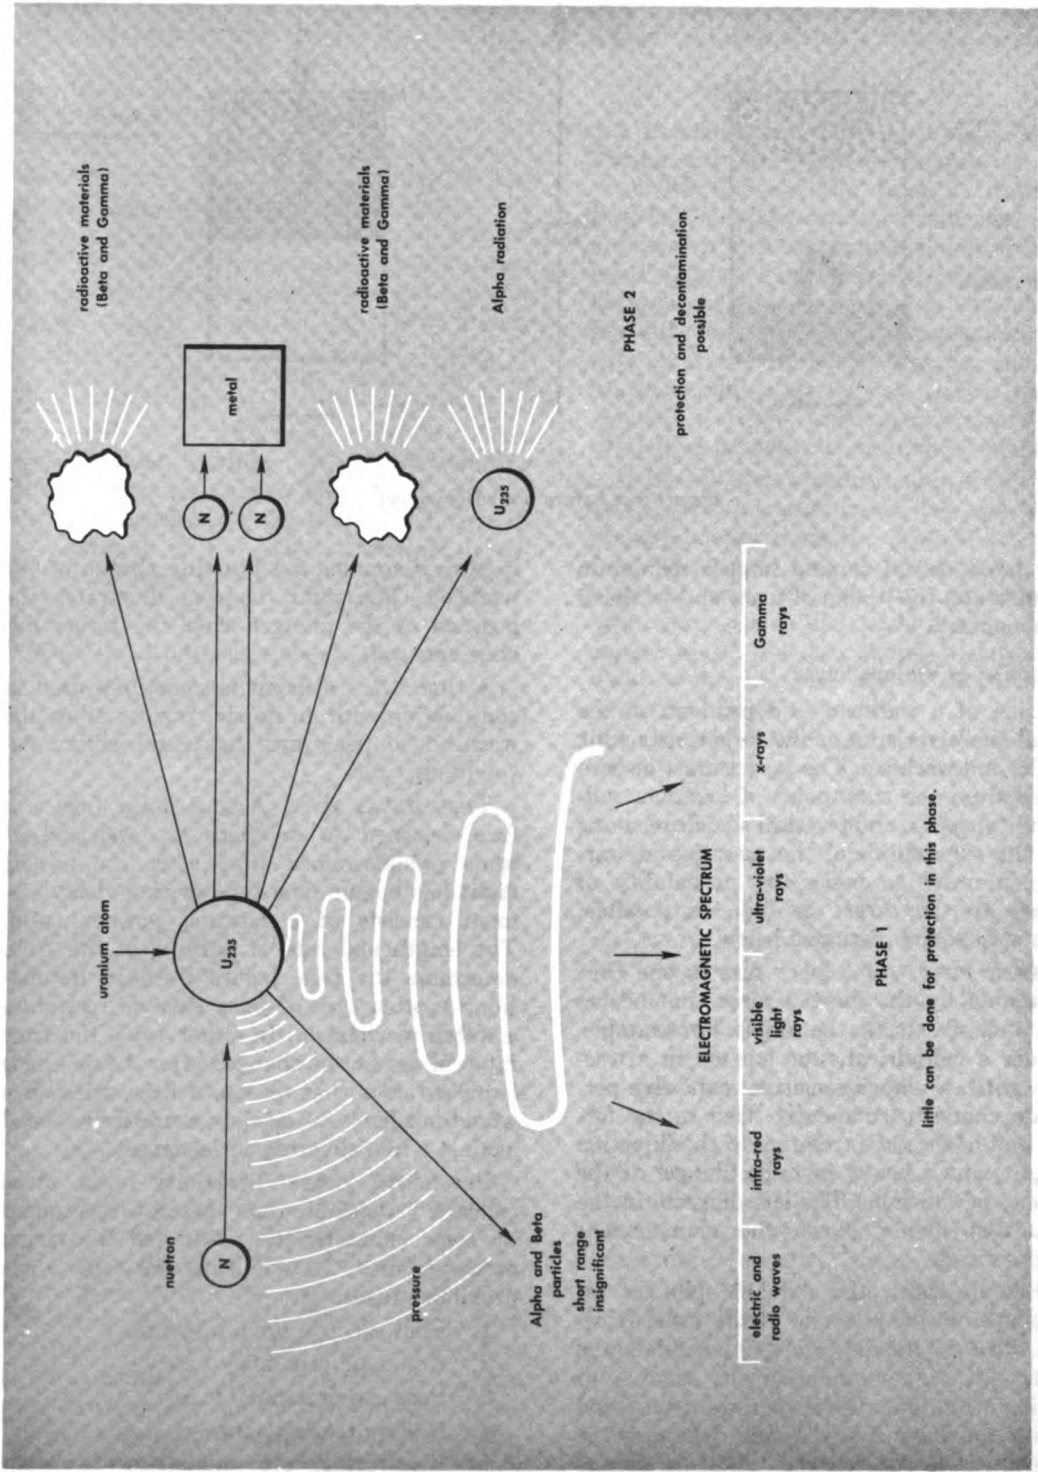 nuetron
N
uranium atom
U235
radioactive materials
(Beta and Gamma)
N
N
metal
radioactive materials
(Beta and Gamma)
U235
Alpha radiation
pressure
Alpha and Beta
particles
short range
insignificant
ELECTROMAGNETIC SPECTRUM
electric and
radio waves
infra-red
rays
visible
light
rays
ultra-violet
rays
x-rays
Gamma
rays
PHASE 1
little can be done for protection in this phase.
PHASE 2
protection and decontamination
possible